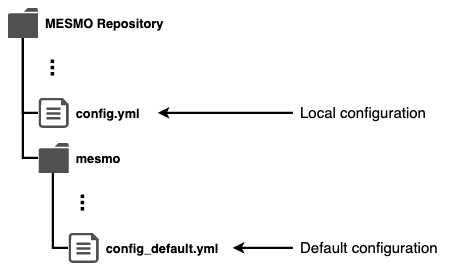 MESMO Repository
config.yml
Local configuration
mesmo
config_default.yml
Default configuration